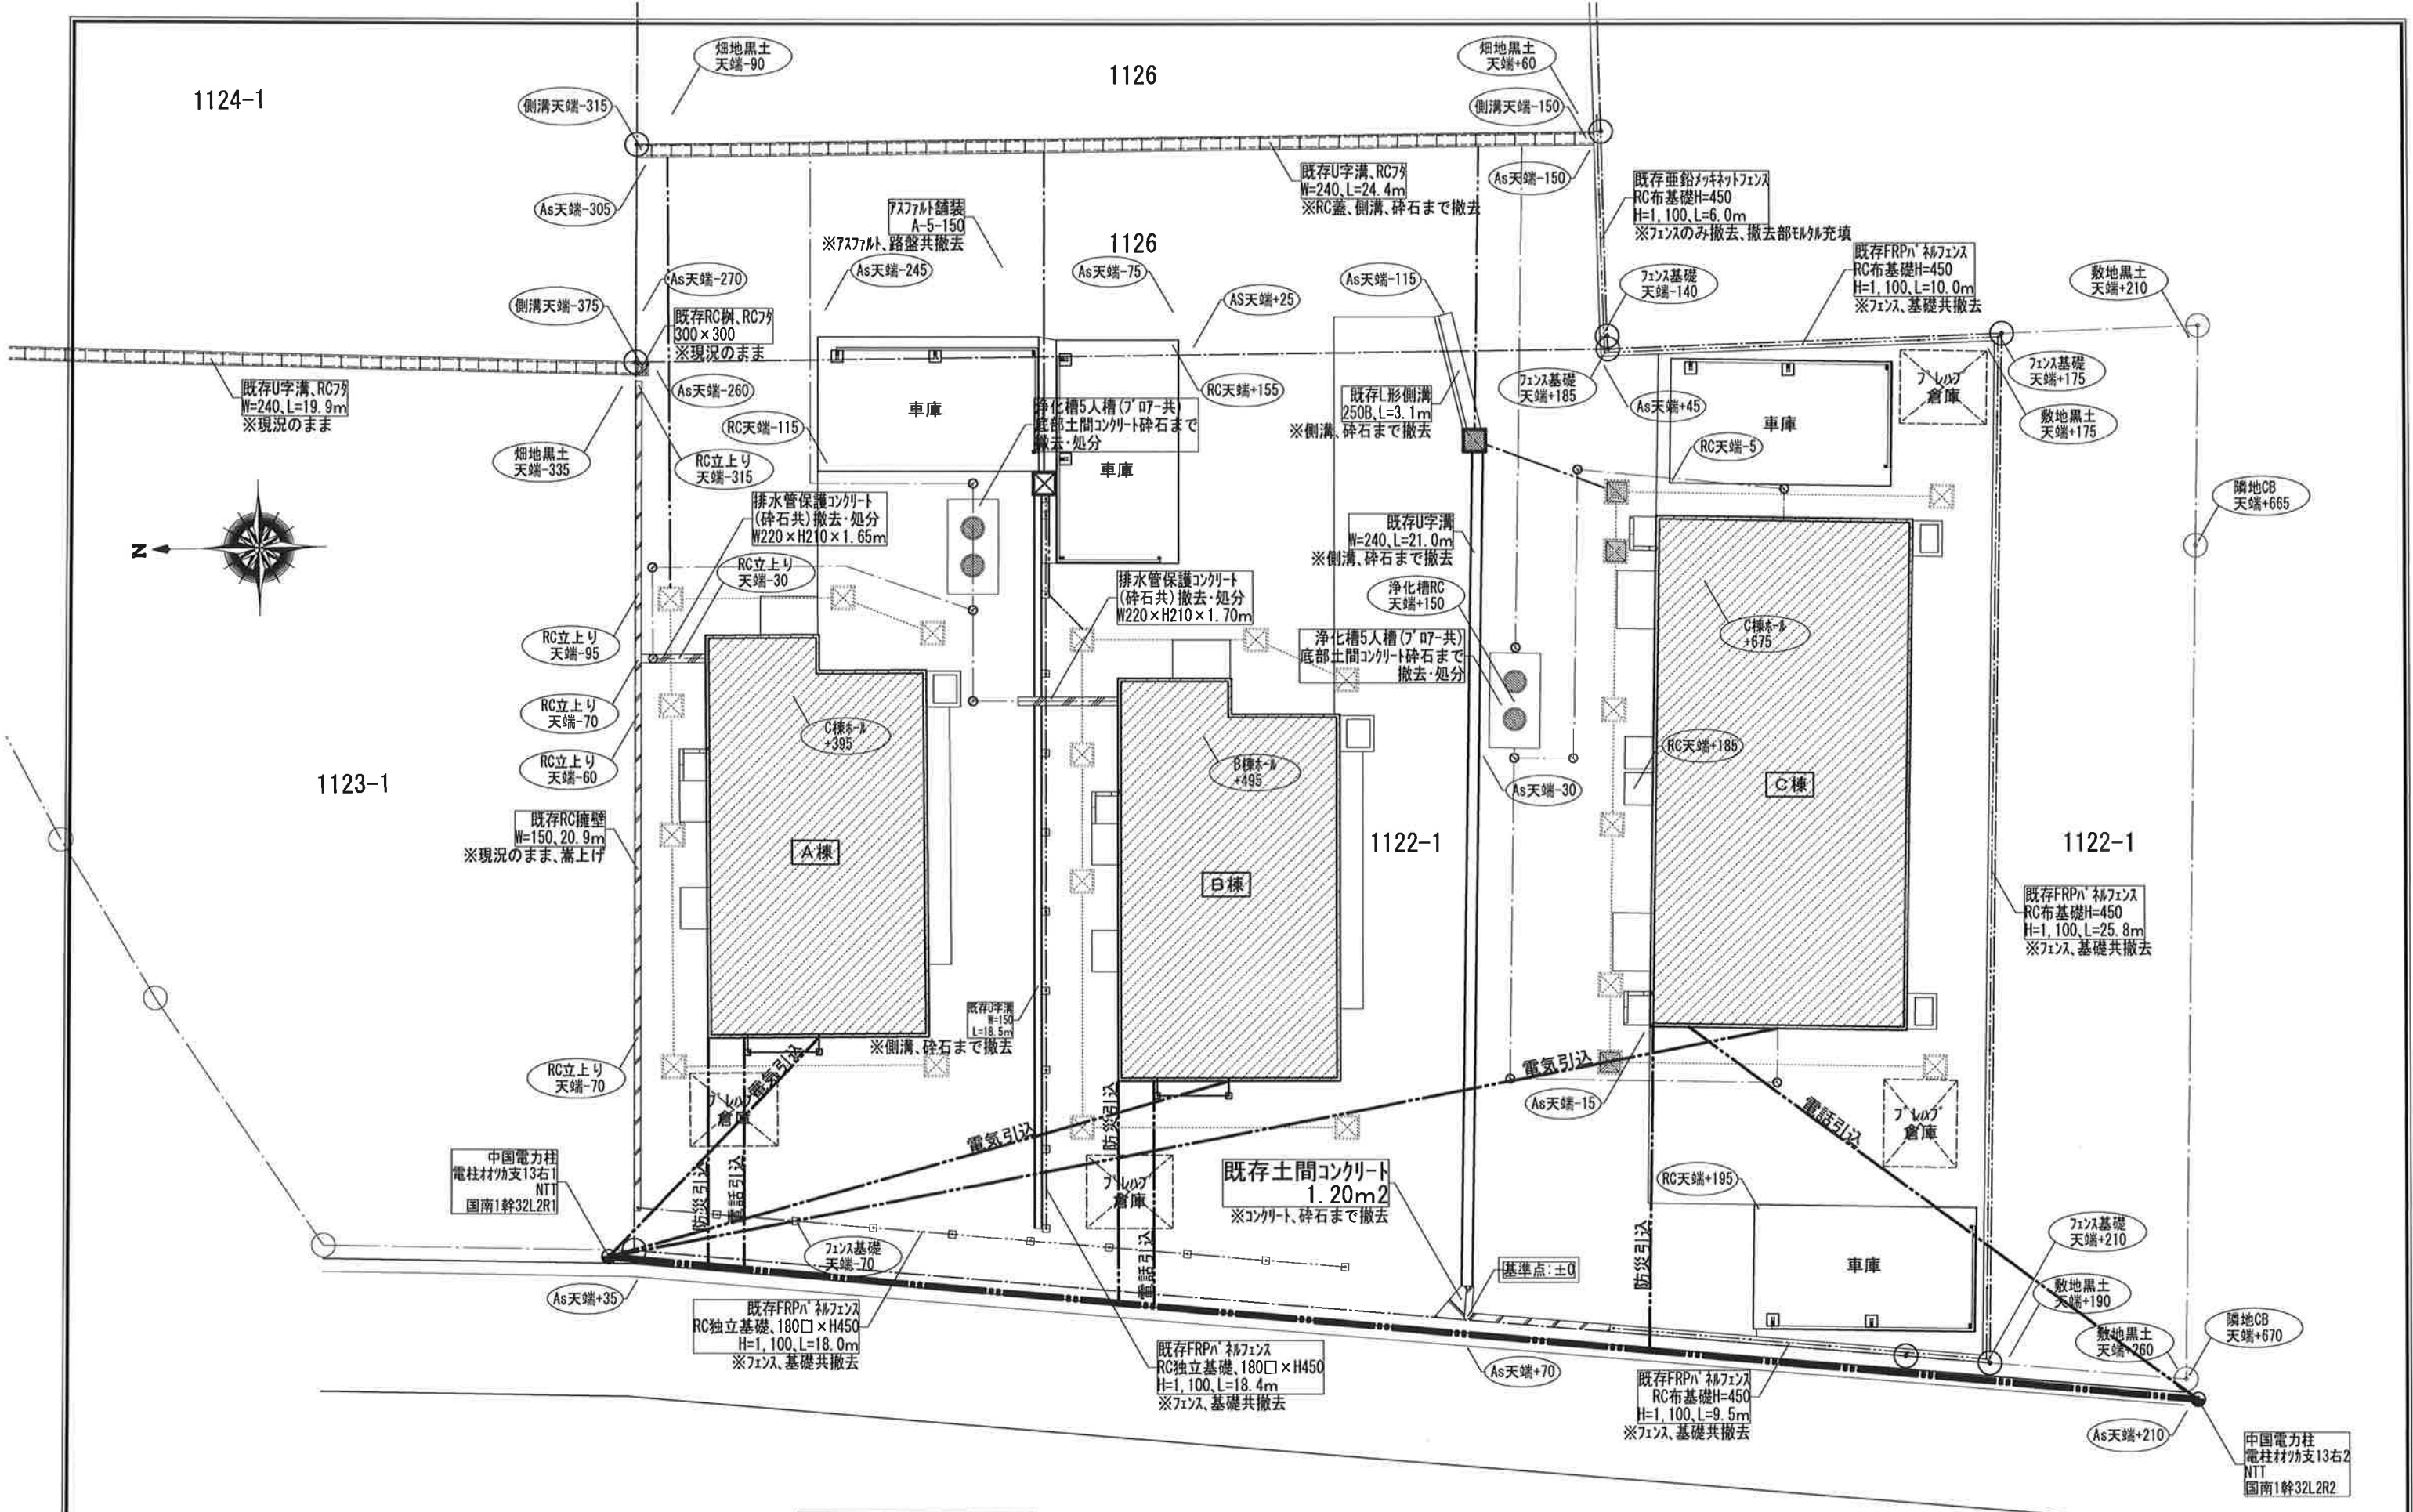 畑地黒土
天端-90
1126
畑地黒土
天端+60
1124-1
側溝天端-315
側溝天端-150
As天端-305
既存U字溝、RCフタ
W=240、L=24.4m
※RC蓋、側溝、砕石まで撤去
As天端-150
既存亜鉛メッキネットフェンス
RC布基礎H=450
H=1,100、L=6.0m
※フェンスのみ撤去、撤去部モルタル充填
アスファルト舗装
A-5-150
※アスファルト、路盤共撤去
1126
As天端-270
As天端-245
As天端-75
As天端-115
フェンス基礎
天端-140
既存FRPパネルフェンス
RC布基礎H=450
H=1,100、L=10.0m
※フェンス、基礎共撤去
敷地黒土
天端+210
側溝天端-375
AS天端+25
既存RC桝、RCフタ
300×300
※現況のまま
既存U字溝、RCフタ
W=240、L=19.9m
※現況のまま
As天端-260
車庫
RC天端+155
既存L形側溝
250B、L=3.1m
※側溝、砕石まで撤去
フェンス基礎
天端+185
As天端+45
プレハブ
倉庫
フェンス基礎
天端+175
敷地黒土
天端+175
浄化槽5人槽(ブロアー共)
底部土間コンクリート砕石まで
撤去・処分
車庫
RC天端-115
畑地黒土
天端-335
RC立上り
天端-315
車庫
RC天端-5
隣地CB
天端+665
排水管保護コンクリート
(砕石共)撤去・処分
W220×H210×1.65m
N
既存U字溝
W=240、L=21.0m
※側溝、砕石まで撤去
RC立上り
天端-30
排水管保護コンクリート
(砕石共)撤去・処分
W220×H210×1.70m
浄化槽RC
天端+150
RC立上り
天端-95
浄化槽5人槽(ブロアー共)
底部土間コンクリート砕石まで
撤去・処分
C棟ホール
+675
RC立上り
天端-70
C棟ホール
+395
RC立上り
天端-60
B棟ホール
+495
RC天端+185
1123-1
As天端-30
C棟
既存RC擁壁
W=150、20.9m
※現況のまま、嵩上げ
A棟
B棟
1122-1
1122-1
既存FRPパネルフェンス
RC布基礎H=450
H=1,100、L=25.8m
※フェンス、基礎共撤去
既存U字溝
W=150
L=18.5m
※側溝、砕石まで撤去
RC立上り
天端-70
電気引込
電気引込
電気引込
プレハブ
倉庫
As天端-15
電話引込
プレハブ
倉庫
防災引込
中国電力柱
電柱オツカ支13右1
NTT
国南1幹32L2R1
防災引込
電話引込
プレハブ
倉庫
既存土間コンクリート
1.20m2
※コンクリート、砕石まで撤去
RC天端+195
電話引込
防災引込
フェンス基礎
天端-70
基準点:±0
車庫
フェンス基礎
天端+210
As天端+35
敷地黒土
天端+190
既存FRPパネルフェンス
RC独立基礎、180□×H450
H=1,100、L=18.0m
※フェンス、基礎共撤去
既存FRPパネルフェンス
RC独立基礎、180□×H450
H=1,100、L=18.4m
※フェンス、基礎共撤去
As天端+70
敷地黒土
天端+260
隣地CB
天端+670
既存FRPパネルフェンス
RC布基礎H=450
H=1,100、L=9.5m
※フェンス、基礎共撤去
As天端+210
中国電力柱
電柱オツカ支13右2
NTT
国南1幹32L2R2